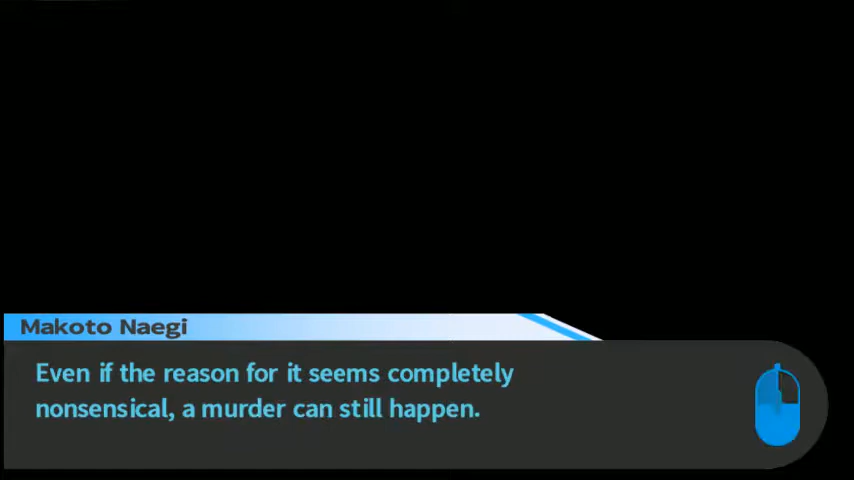 Makoto Naegi
Even if the reason for it seems completely
nonsensical, a murder can still happen.